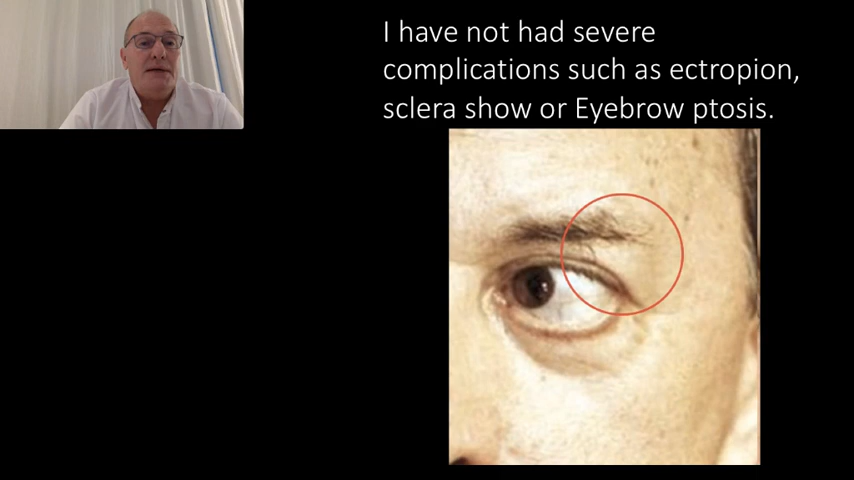 I have not had severe
complications such as ectropion,
sclera show or Eyebrow ptosis.